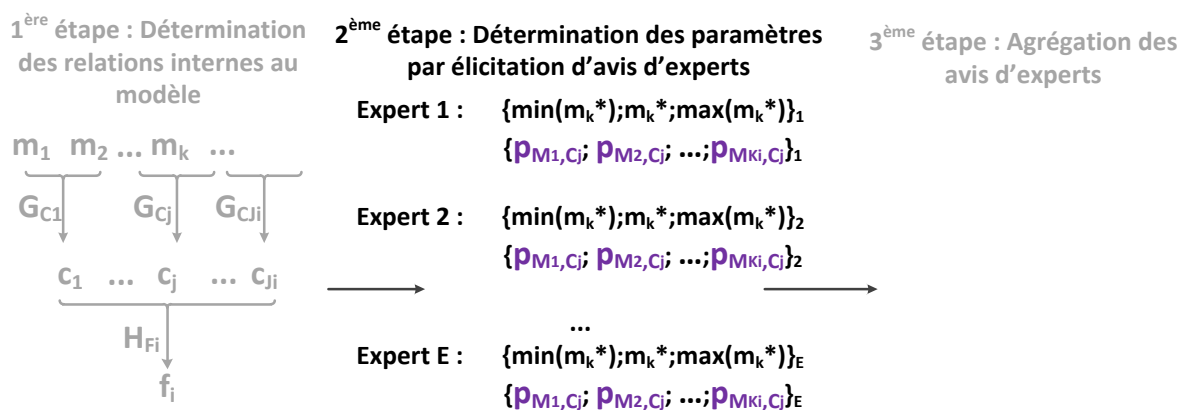 1ère étape : Détermination
des relations internes au
modèle
m1 m2 ... mk ...
GC1 GCj GCJi
c1 ... cj ... cJi
HFi
fi
2ème étape : Détermination des paramètres
par élicitation d'avis d'experts
Expert 1 : {min(mk*);mk*;max(mk*)}1
{pM1,Cj; pM2,Cj; ...;pMKi,Cj}1
Expert 2 : {min(mk*);mk*;max(mk*)}2
{pM1,Cj; pM2,Cj; ...;pMKi,Cj}2
...
Expert E : {min(mk*);mk*;max(mk*)}E
{pM1,Cj; pM2,Cj; ...;pMKi,Cj}E
3ème étape : Agrégation des
avis d'experts